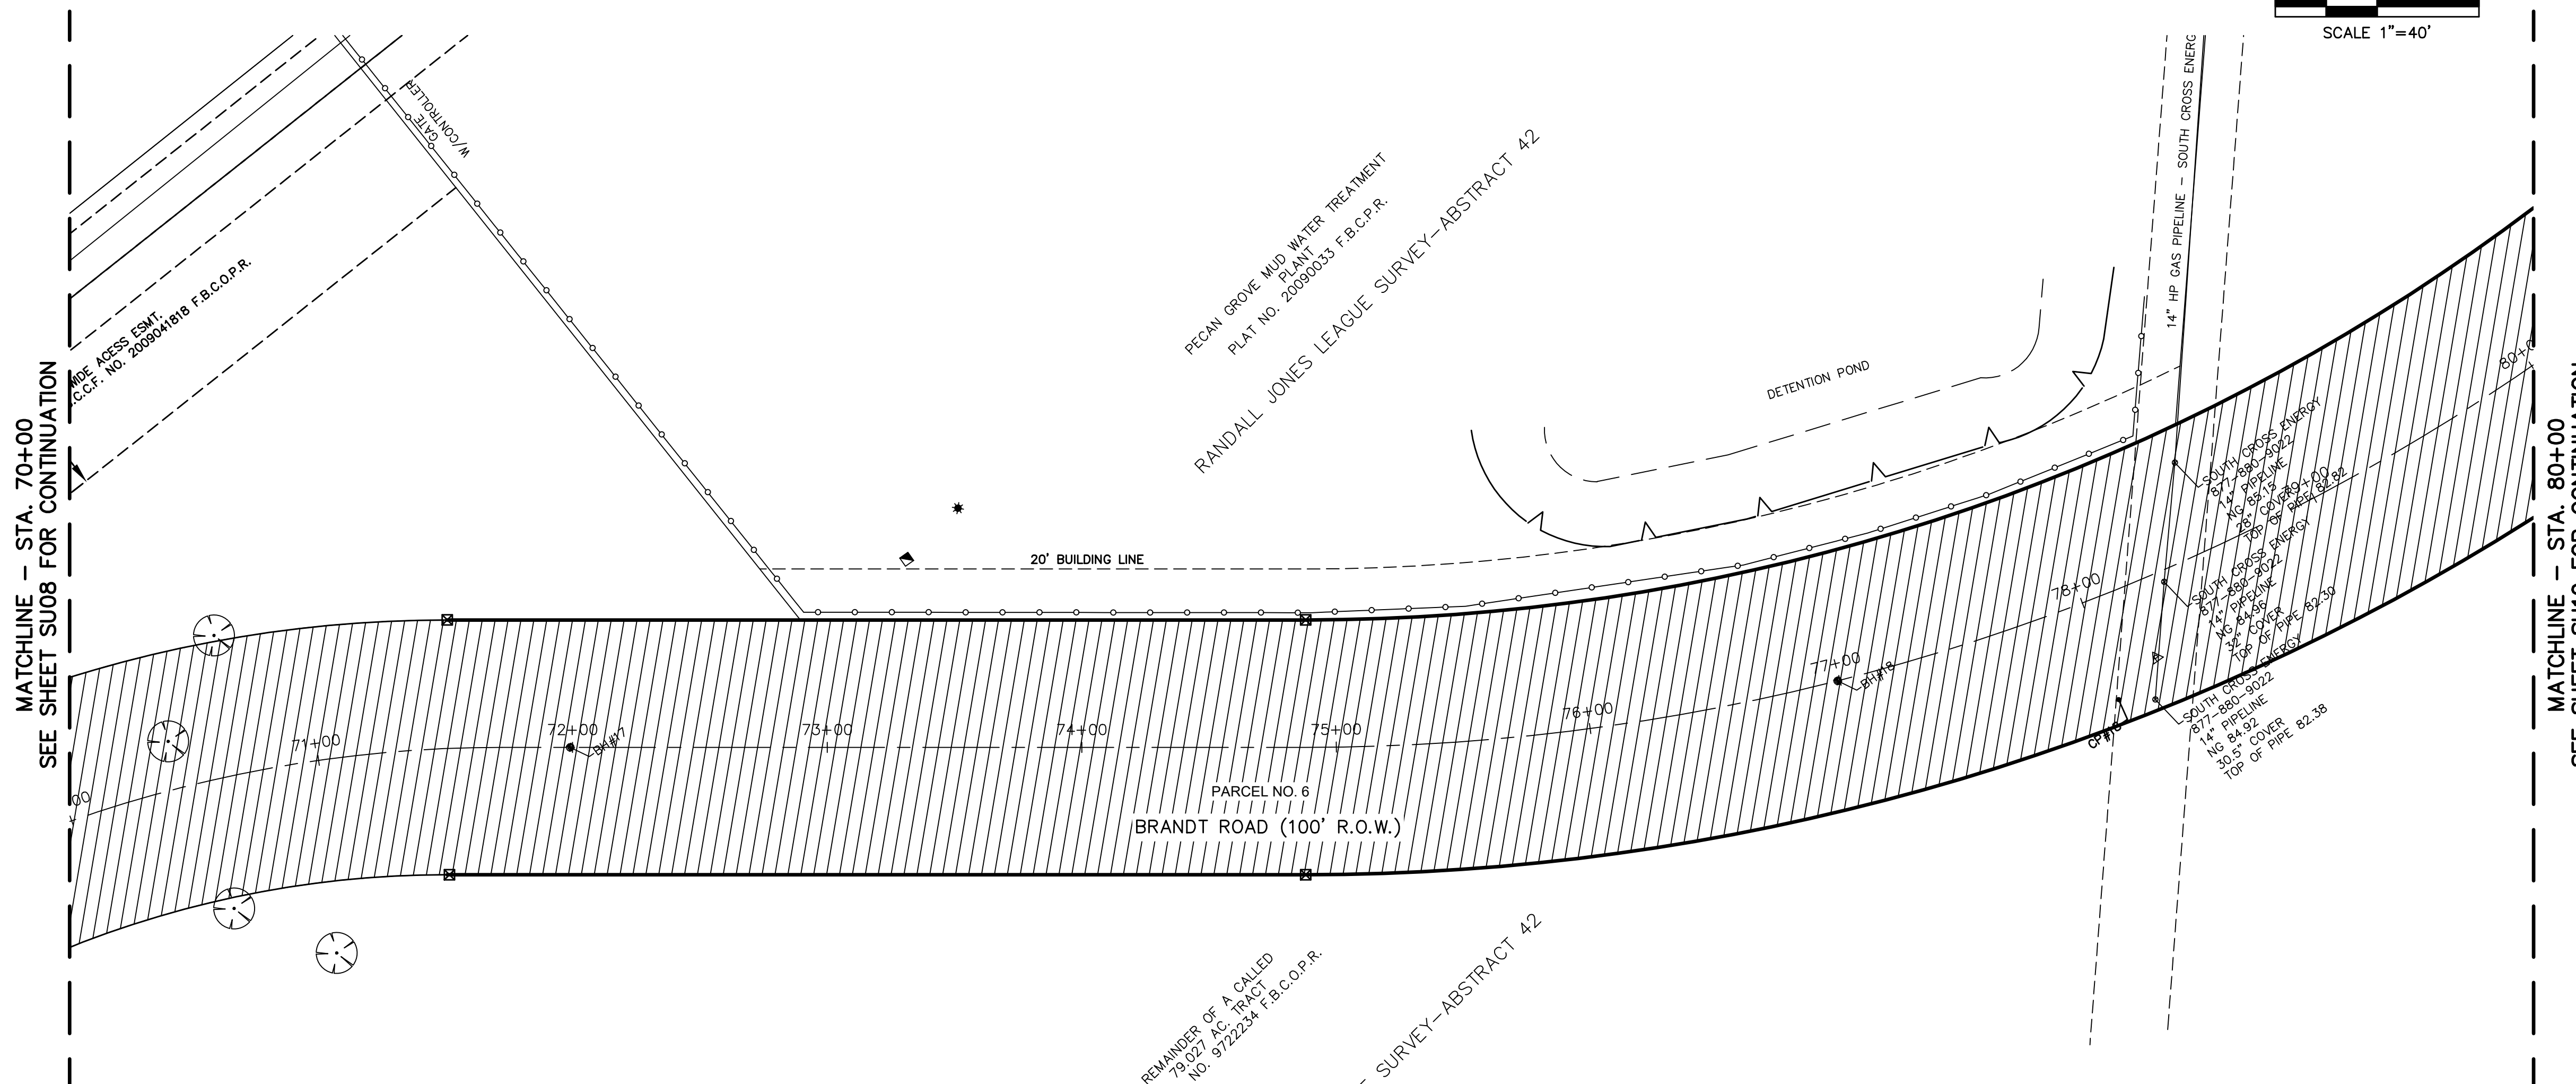 SCALE 1"=40'
MATCHLINE - STA. 70+00
SEE SHEET SU08 FOR CONTINUATION
GATE
W/CONTROLLER
ACESS ESMT.
NO. 2009041818 F.B.C.O.P.R.
PECAN GROVE MUD WATER TREATMENT
PLANT
PLAT NO. 20090033 F.B.C.P.R.
RANDALL JONES LEAGUE SURVEY-ABSTRACT 42
DETENTION POND
14" HP GAS PIPELINE - SOUTH CROSS ENERG
20' BUILDING LINE
71+00
72+00
BH#17
73+00
74+00
75+00
76+00
77+00
BH#18
78+00
79+00
80+0
SOUTH CROSS ENERGY
877-880-9022
14" PIPELINE
NG 85.15
28" COVER
TOP OF PIPE 82.82
SOUTH CROSS ENERGY
877-880-9022
14" PIPELINE
NG 84.96
32" COVER
TOP OF PIPE 82.30
SOUTH CROSS ENERGY
877-880-9022
14" PIPELINE
NG 84.92
30.5" COVER
TOP OF PIPE 82.38
PARCEL NO. 6
BRANDT ROAD (100' R.O.W.)
REMAINDER OF A CALLED
79.027 AC. TRACT
NO. 9722234 F.B.C.O.P.R.
SURVEY-ABSTRACT 42
MATCHLINE - STA. 80+00